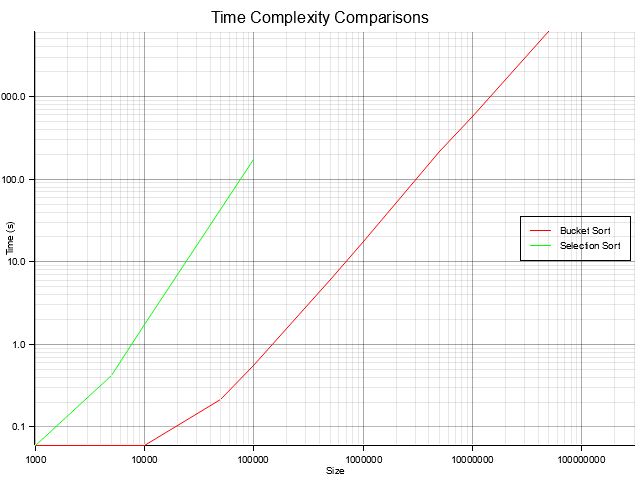 Time Complexity Comparisons
000.0
100.0
10.0
1.0
0.1
Time (s)
Bucket Sort
Selection Sort
1000
10000
100000
1000000
10000000
100000000
Size